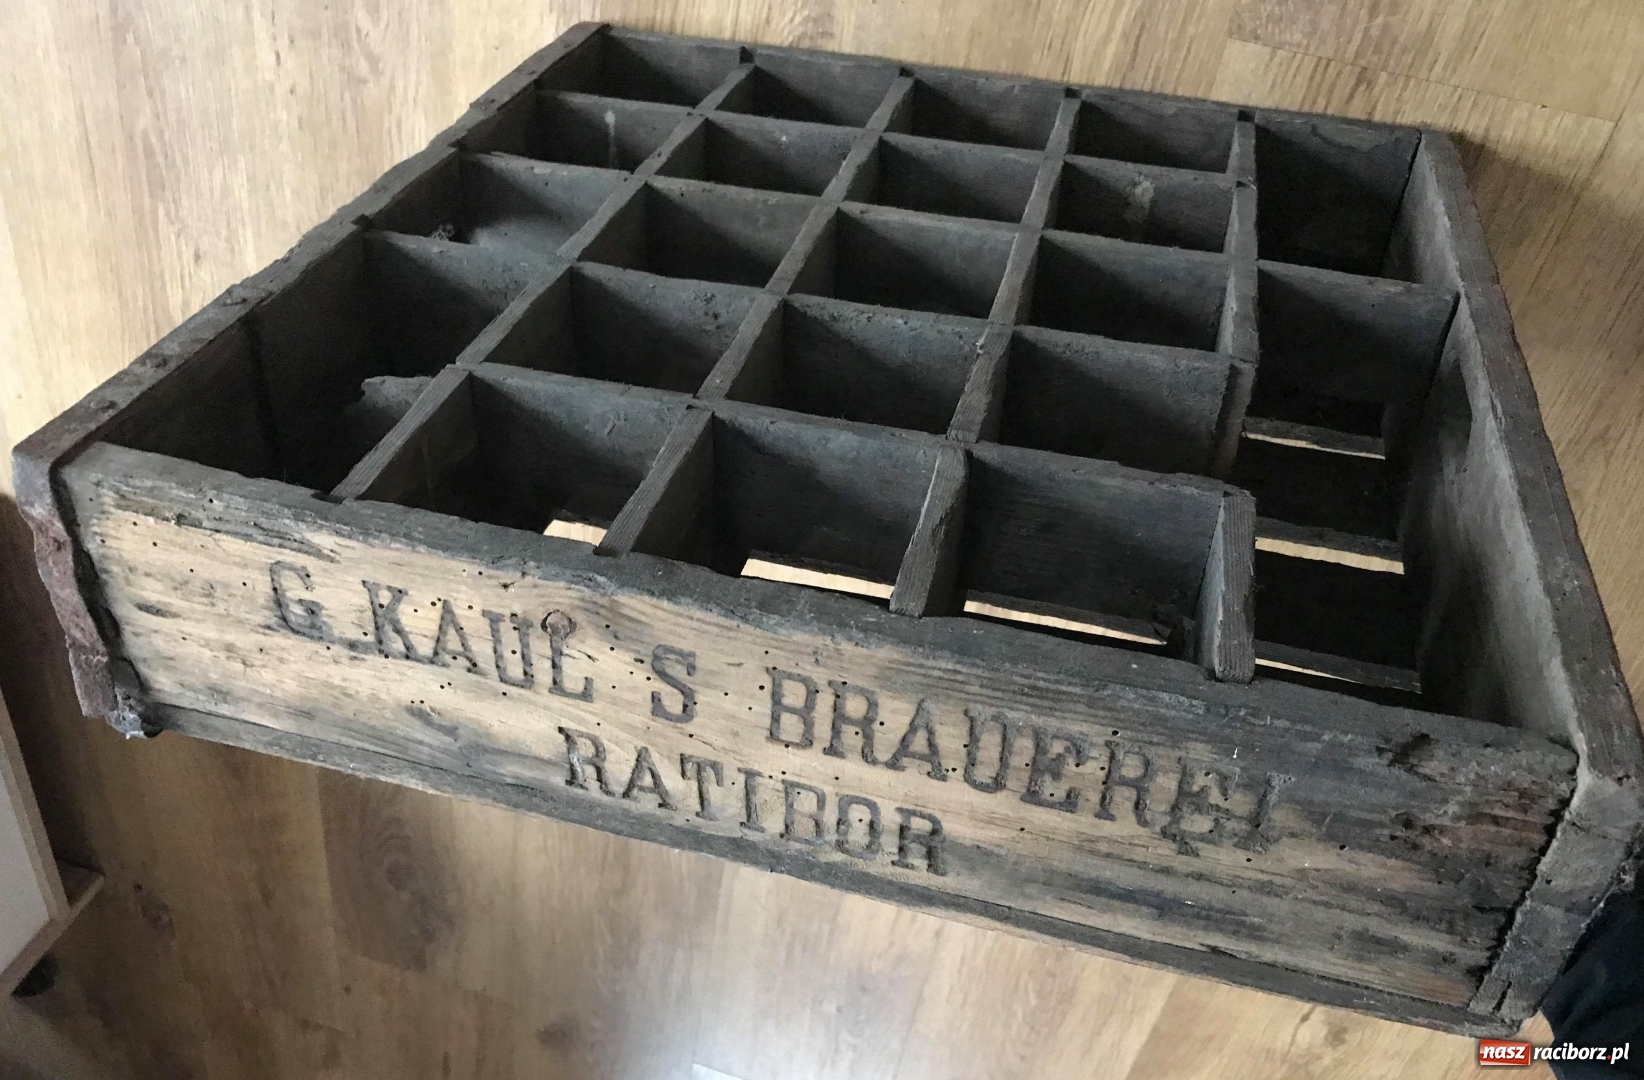 G. KAUL'S BRAUEREI
RATIBOR
nasz raciborz.pl